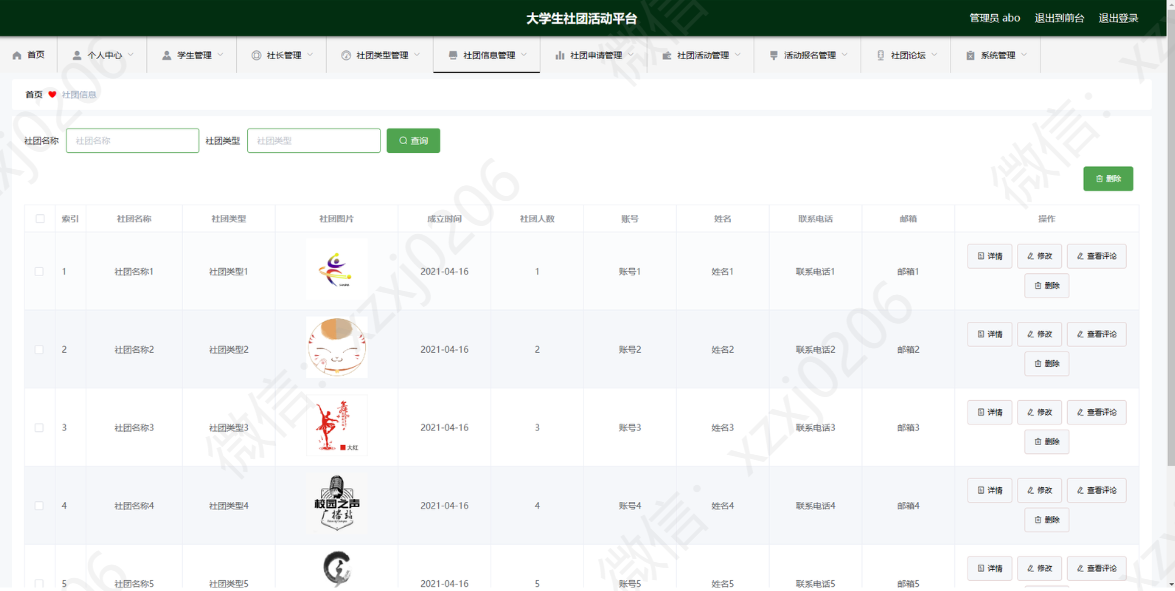 大学生社团活动平台
管理员 abo 退出到前台 退出登录
首页 个人中心 学生管理 社长管理 社团类型管理 社团信息管理 社团申请管理 社团活动管理 活动报名管理 社团论坛 系统管理
首页 社团信息
社团名称 社团名称 社团类型 社团类型 查询
删除
索引 社团名称 社团类型 社团图片 成立时间 社团人数 账号 姓名 联系电话 邮箱 操作
1 社团名称1 社团类型1 2021-04-16 1 账号1 姓名1 联系电话1 邮箱1 详情 修改 查看评论
删除
2 社团名称2 社团类型2 2021-04-16 2 账号2 姓名2 联系电话2 邮箱2 详情 修改 查看评论
删除
3 社团名称3 社团类型3 大红 2021-04-16 3 账号3 姓名3 联系电话3 邮箱3 详情 修改 查看评论
删除
4 社团名称4 社团类型4 校园之声 2021-04-16 4 账号4 姓名4 联系电话4 邮箱4 详情 修改 查看评论
广播站
删除
5 社团名称5 社团类型5 2021-04-16 5 账号5 姓名5 联系电话5 邮箱5 详情 修改 查看评论
微信：xzxj0206